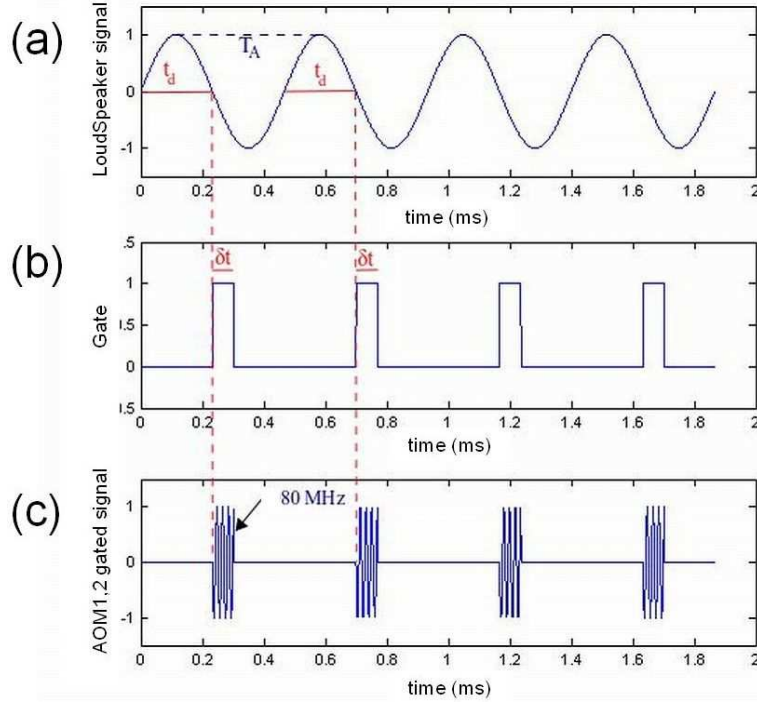 (a)
LoudSpeaker signal
1
0
-1
T_A
t_d
t_d
0 0.2 0.4 0.6 0.8 1 1.2 1.4 1.6 1.8 2
time (ms)
(b)
Gate
.5
1
.5
0
.5
δt
δt
0 0.2 0.4 0.6 0.8 1 1.2 1.4 1.6 1.8 2
time (ms)
(c)
AOM1.2 gated signal
1
0
-1
80 MHz
0 0.2 0.4 0.6 0.8 1 1.2 1.4 1.6 1.8 2
time (ms)